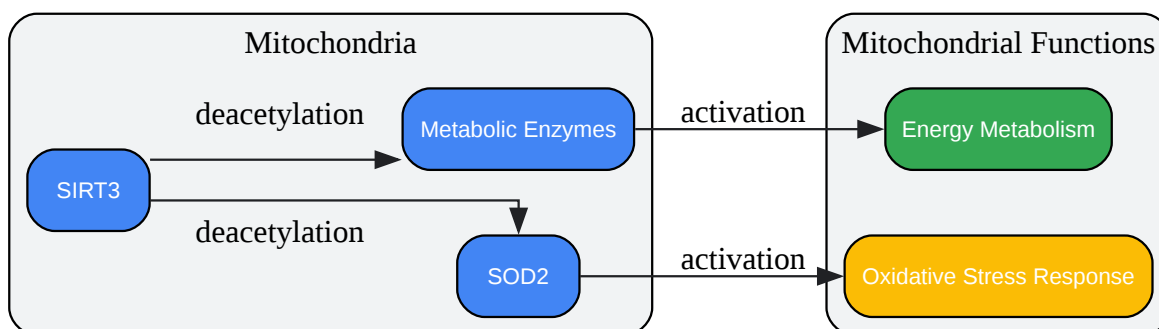 Mitochondria
Mitochondrial Functions
deacetylation
Metabolic Enzymes
activation
Energy Metabolism
SIRT3
deacetylation
SOD2
activation
Oxidative Stress Response